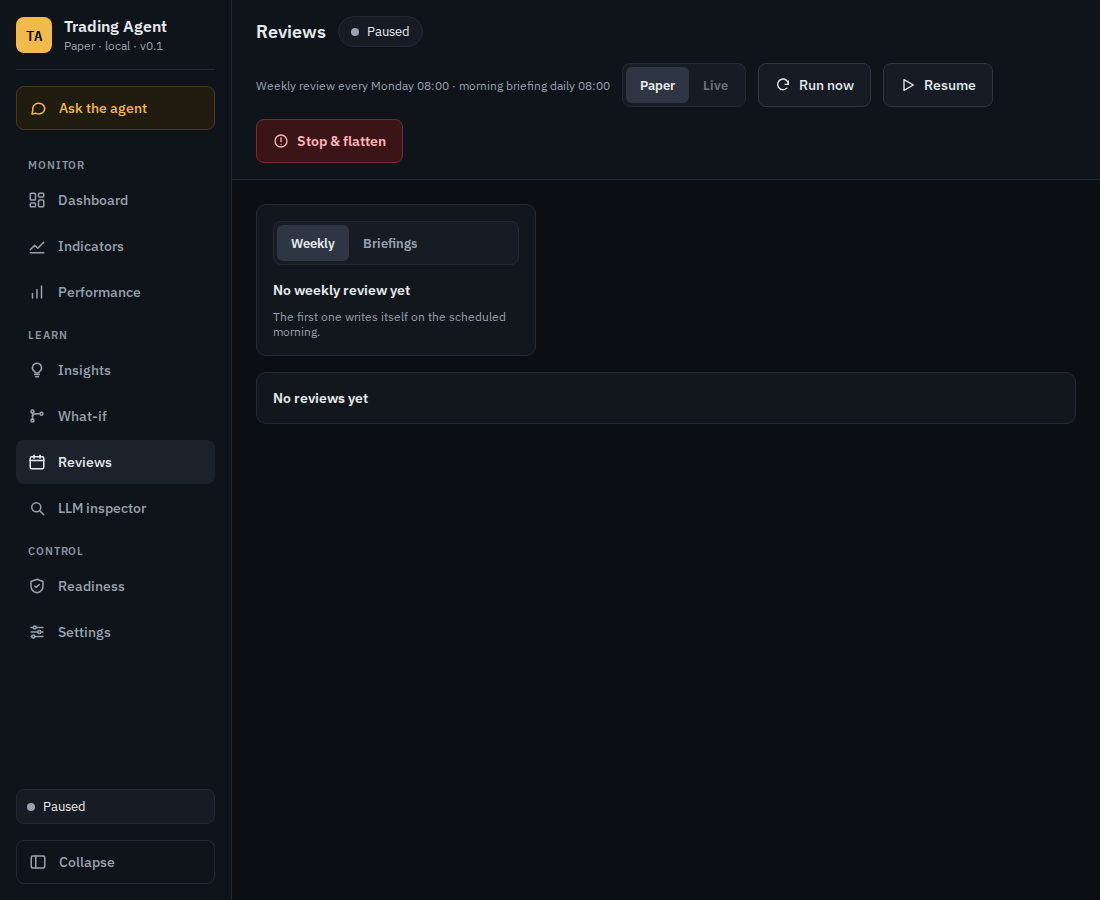 TA
Trading Agent
Paper · local · v0.1
Ask the agent
MONITOR
Dashboard
Indicators
Performance
LEARN
Insights
What-if
Reviews
LLM inspector
CONTROL
Readiness
Settings
Paused
Collapse
Reviews
Paused
Weekly review every Monday 08:00 · morning briefing daily 08:00
Paper
Live
Run now
Resume
Stop & flatten
Weekly
Briefings
No weekly review yet
The first one writes itself on the scheduled
morning.
No reviews yet